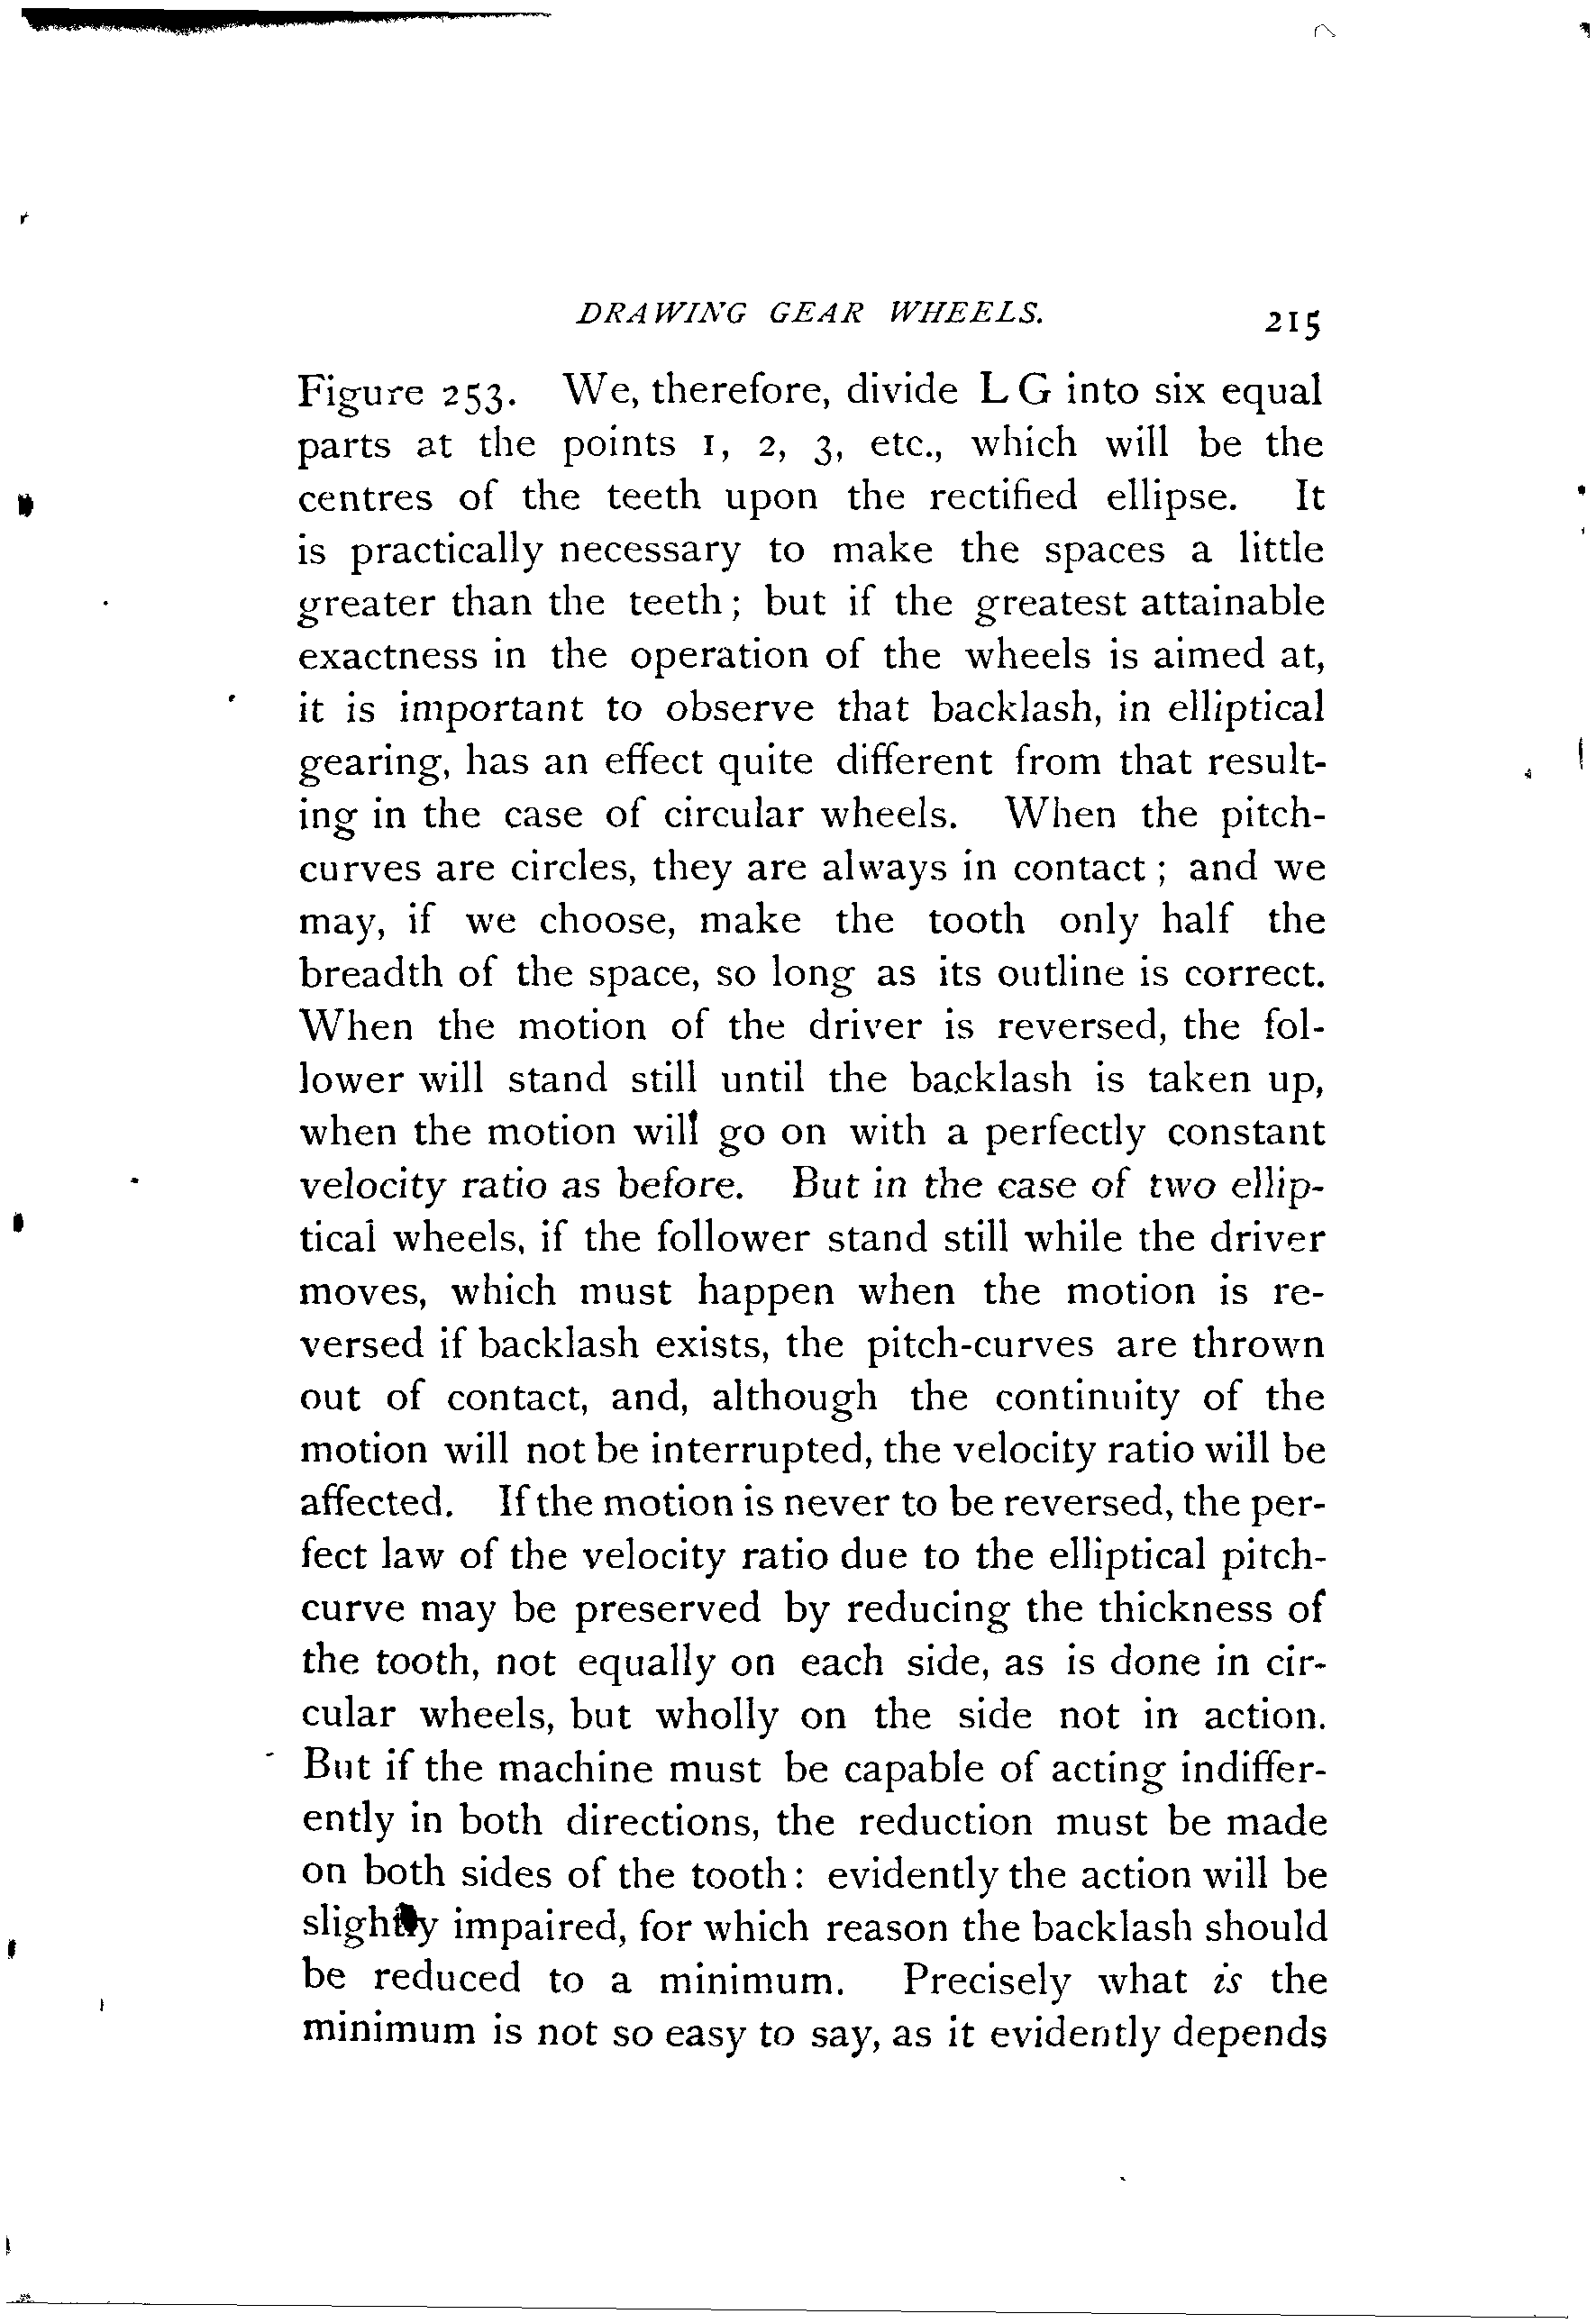 DRAWING GEAR WHEELS. 215
Figure 253. We, therefore, divide L G into six equal
parts at the points 1, 2, 3, etc., which will be the
centres of the teeth upon the rectified ellipse. It
is practically necessary to make the spaces a little
greater than the teeth; but if the greatest attainable
exactness in the operation of the wheels is aimed at,
it is important to observe that backlash, in elliptical
gearing, has an effect quite different from that result-
ing in the case of circular wheels. When the pitch-
curves are circles, they are always in contact; and we
may, if we choose, make the tooth only half the
breadth of the space, so long as its outline is correct.
When the motion of the driver is reversed, the fol-
lower will stand still until the backlash is taken up,
when the motion will go on with a perfectly constant
velocity ratio as before. But in the case of two ellip-
tical wheels, if the follower stand still while the driver
moves, which must happen when the motion is re-
versed if backlash exists, the pitch-curves are thrown
out of contact, and, although the continuity of the
motion will not be interrupted, the velocity ratio will be
affected. If the motion is never to be reversed, the per-
fect law of the velocity ratio due to the elliptical pitch-
curve may be preserved by reducing the thickness of
the tooth, not equally on each side, as is done in cir-
cular wheels, but wholly on the side not in action.
But if the machine must be capable of acting indiffer-
ently in both directions, the reduction must be made
on both sides of the tooth: evidently the action will be
slightly impaired, for which reason the backlash should
be reduced to a minimum. Precisely what is the
minimum is not so easy to say, as it evidently depends